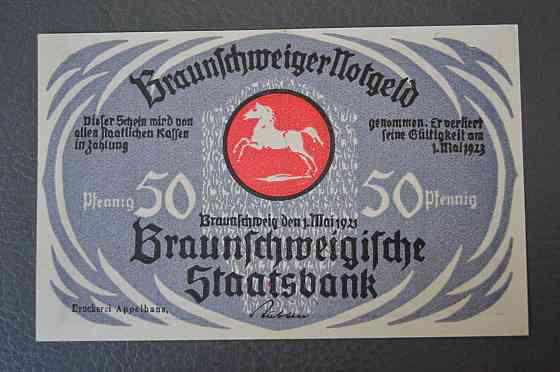 Braunschweiger Notgeld
Dieser Schein wird von
allen staatlichen Kassen
in Zahlung
genommen. Er verliert
seine Gültigkeit am
1. Mai 1923
Pfennig 50
50 Pfennig
Braunschweig den 1. Mai 1921
Braunschweigische
Staatsbank
Druckerei Appelhans.